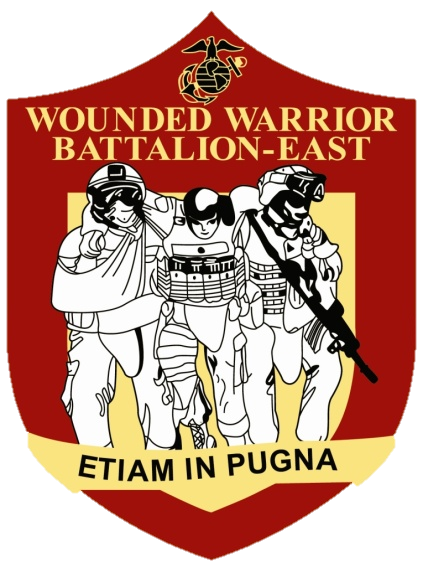 WOUNDED WARRIOR
BATTALION-EAST
ETIAM IN PUGNA